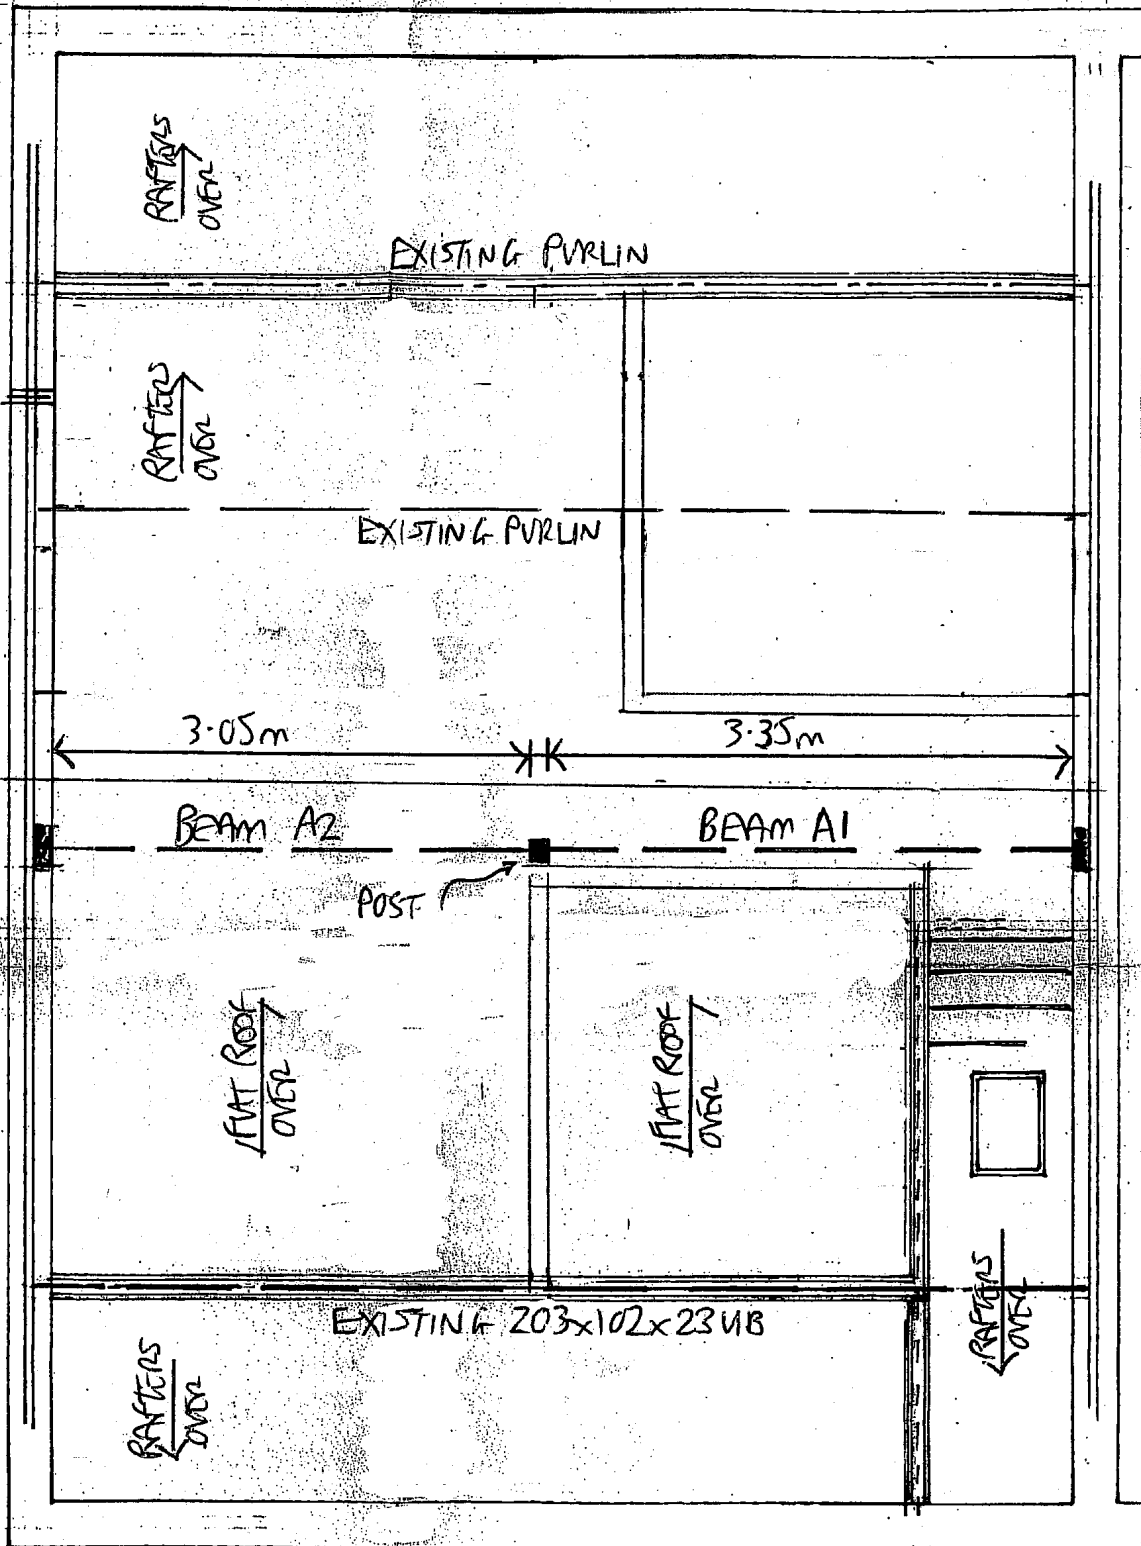 RAFTERS
OVER
EXISTING PURLIN
RAFTERS
OVER
EXISTING PURLIN
3.05m
3.35m
BEAM A2
BEAM A1
POST
FLAT ROOF
OVER
FLAT ROOF
OVER
EXISTING 203x102x23UB
RAFTERS
OVER
RAFTERS
OVER